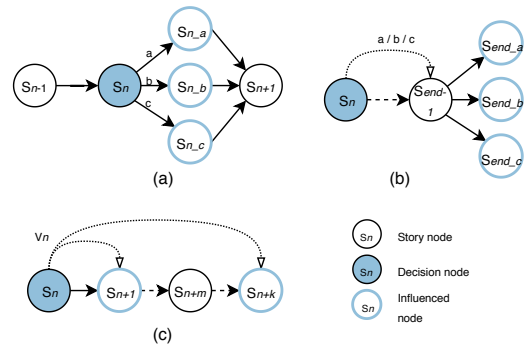 Sn-1
Sn
a
b
c
Sn_a
Sn_b
Sn_c
Sn+1
(a)
a / b / c
Sn
Send-
1
Send_a
Send_b
Send_c
(b)
Vn
Sn
Sn+1
Sn+m
Sn+k
(c)
Sn
Story node
Sn
Decision node
Sn
Influenced
node